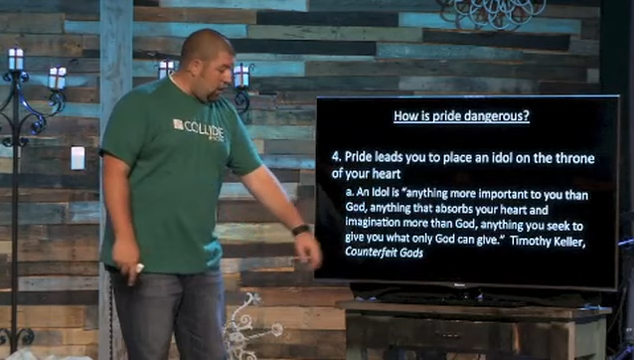 COLLIDE
How is pride dangerous?
4. Pride leads you to place an idol on the throne
of your heart
a. An Idol is “anything more important to you than
God, anything that absorbs your heart and
imagination more than God, anything you seek to
give you what only God can give.” Timothy Keller,
Counterfeit Gods